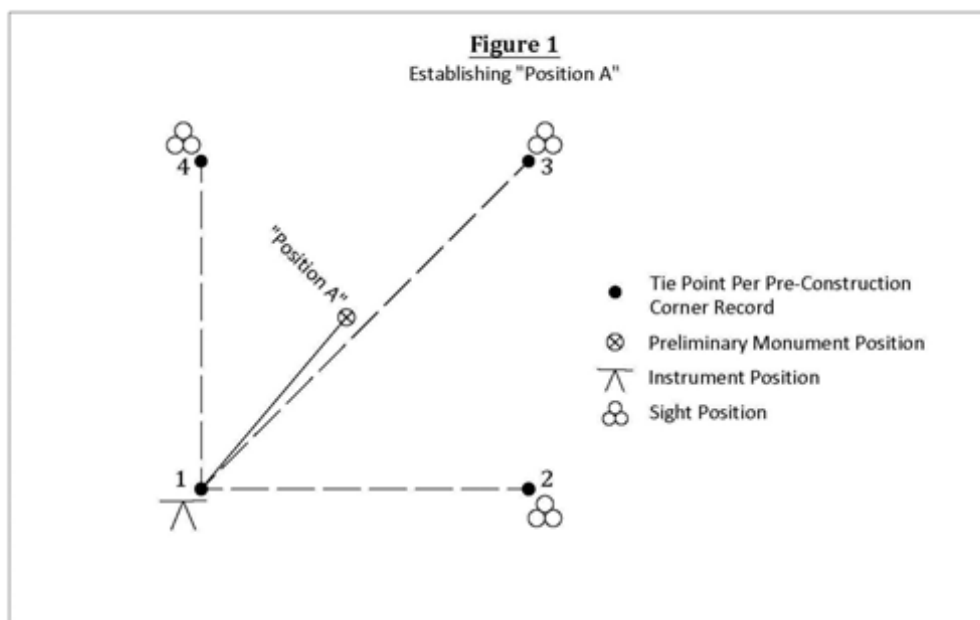 Figure 1
Establishing "Position A"
4
3
"Position A"
Tie Point Per Pre-Construction
Corner Record
Preliminary Monument Position
Instrument Position
Sight Position
1
2